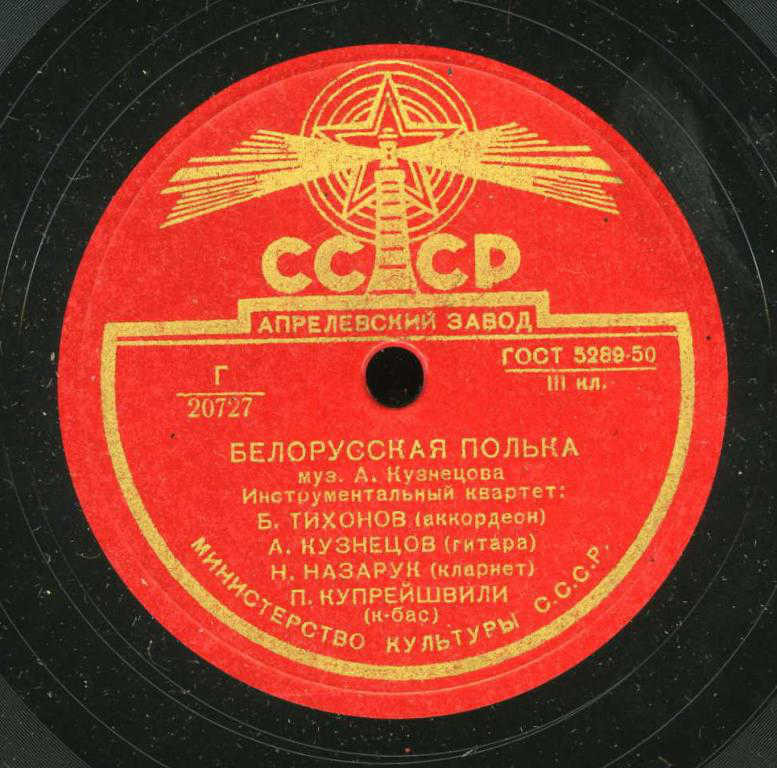 СССР
АПРЕЛЕВСКИЙ ЗАВОД
Г
20727
ГОСТ 5289-50
III кл.
БЕЛОРУССКАЯ ПОЛЬКА
муз. А. Кузнецова
Инструментальный квартет:
Б. ТИХОНОВ (аккордеон)
А. КУЗНЕЦОВ (гитара)
Н. НАЗАРУК (кларнет)
П. КУПРЕЙШВИЛИ
(к-бас)
МИНИСТЕРСТВО КУЛЬТУРЫ С.С.С.Р.